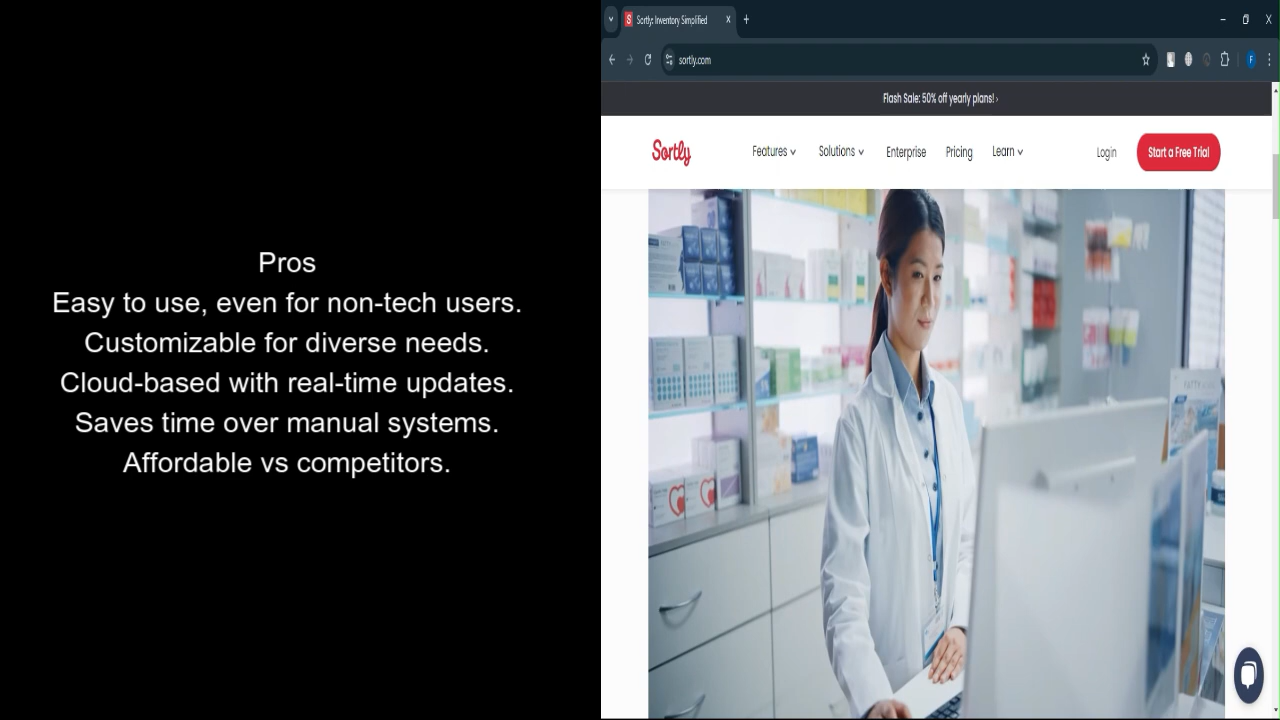 Pros
Easy to use, even for non-tech users.
Customizable for diverse needs.
Cloud-based with real-time updates.
Saves time over manual systems.
Affordable vs competitors.
Sortly: Inventory Simplified
sortly.com
Flash Sale: 50% off yearly plans! ›
Sortly
Features
Solutions
Enterprise
Pricing
Learn
Login
Start a Free Trial